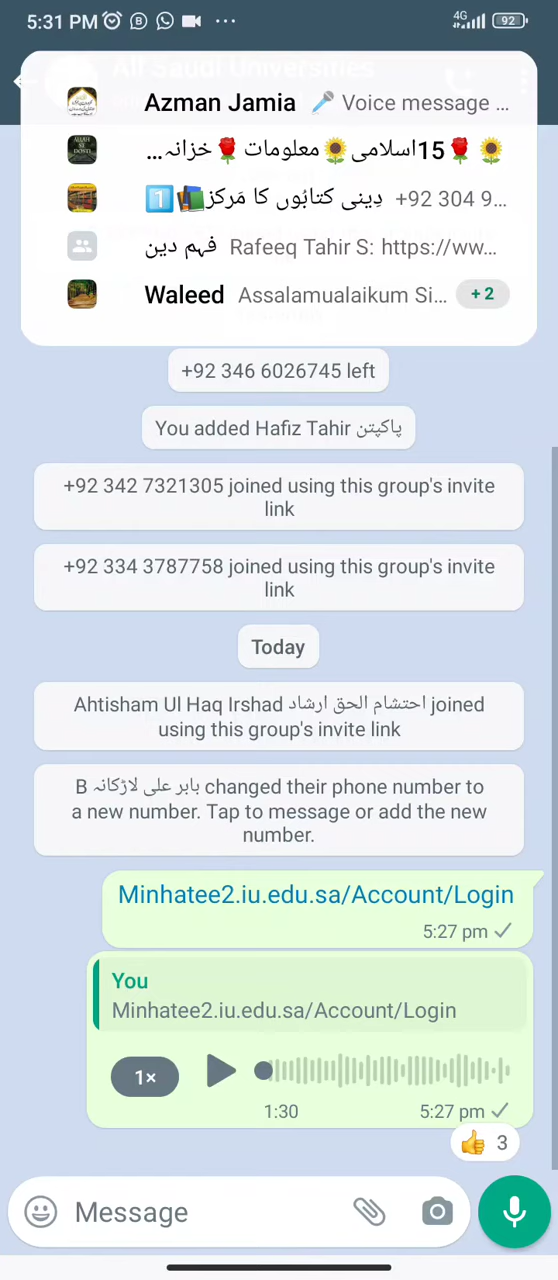 5:31 PM
4G
92
All Saudi Universities
Azman Jamia 🎤 Voice message ...
🌻 🌹15اسلامی🌻معلومات🌹خزانہ...
دِینی کتابُوں کا مَرکز📚1️⃣ +92 304 9...
فہم دین Rafeeq Tahir S: https://ww...
Waleed Assalamualaikum Si... +2
+92 346 6026745 left
You added Hafiz Tahir پاکپتن
+92 342 7321305 joined using this group's invite
link
+92 334 3787758 joined using this group's invite
link
Today
Ahtisham Ul Haq Irshad احتشام الحق ارشاد joined
using this group's invite link
B بابر علی لاڑکانہ changed their phone number to
a new number. Tap to message or add the new
number.
Minhatee2.iu.edu.sa/Account/Login
5:27 pm
You
Minhatee2.iu.edu.sa/Account/Login
1×
1:30
5:27 pm
👍 3
Message